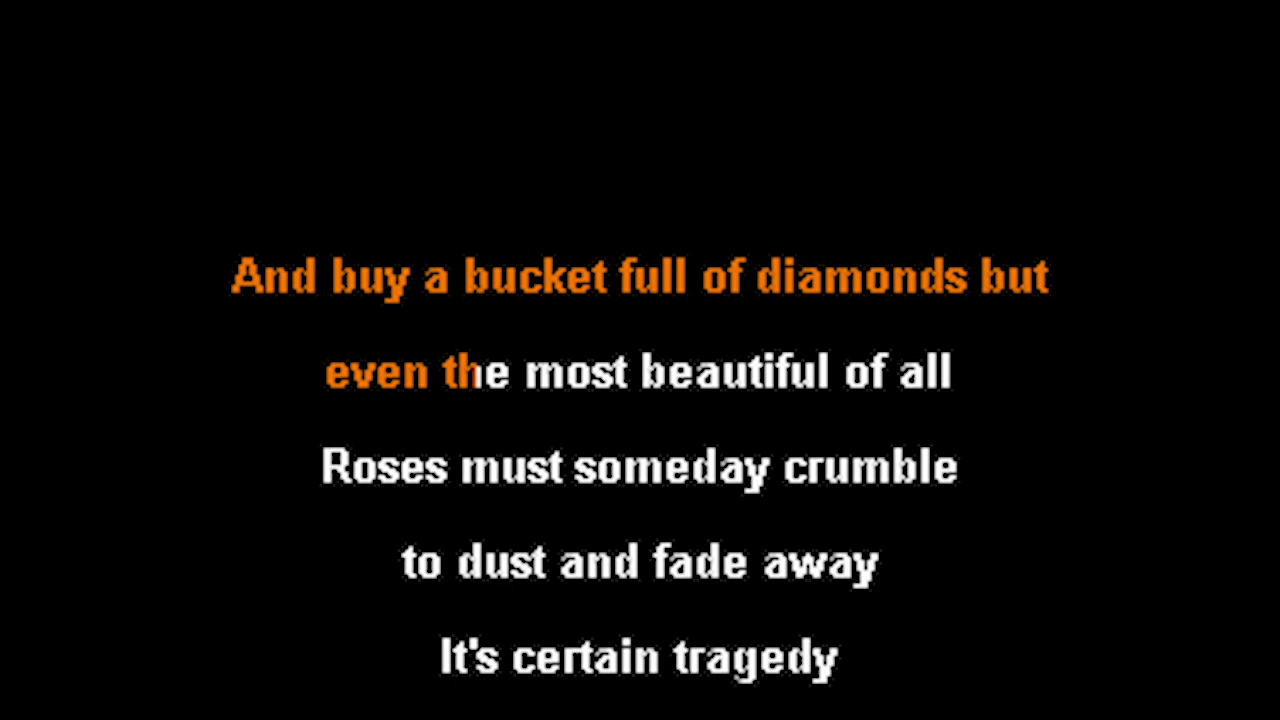 And buy a bucket full of diamonds but
even the most beautiful of all
Roses must someday crumble
to dust and fade away
It's certain tragedy